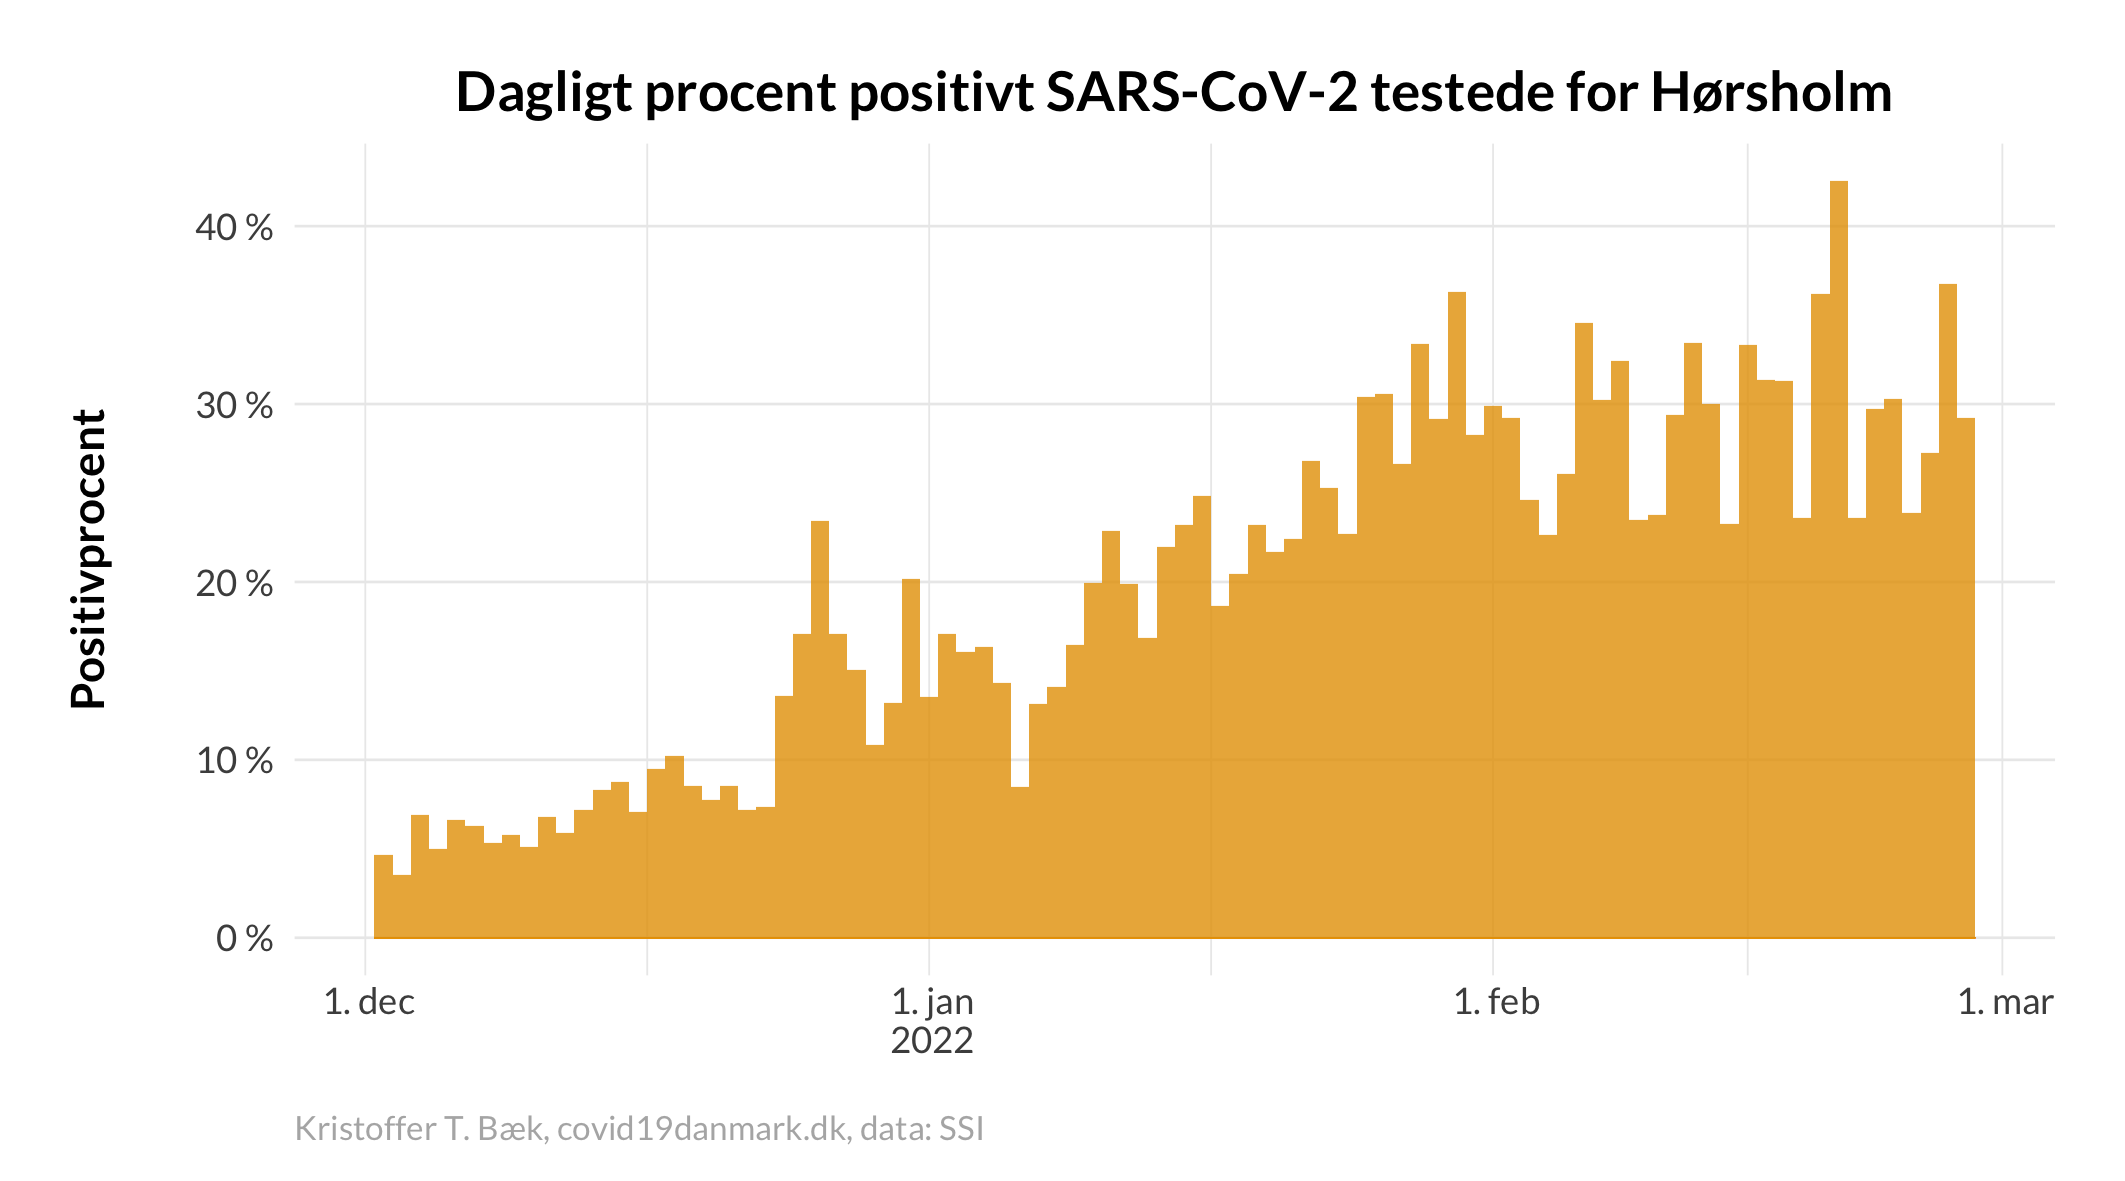 Dagligt procent positivt SARS-CoV-2 testede for Hørsholm
Positivprocent
40 %
30 %
20 %
10 %
0 %
1. dec
1. jan
2022
1. feb
1. mar
Kristoffer T. Bæk, covid19danmark.dk, data: SSI